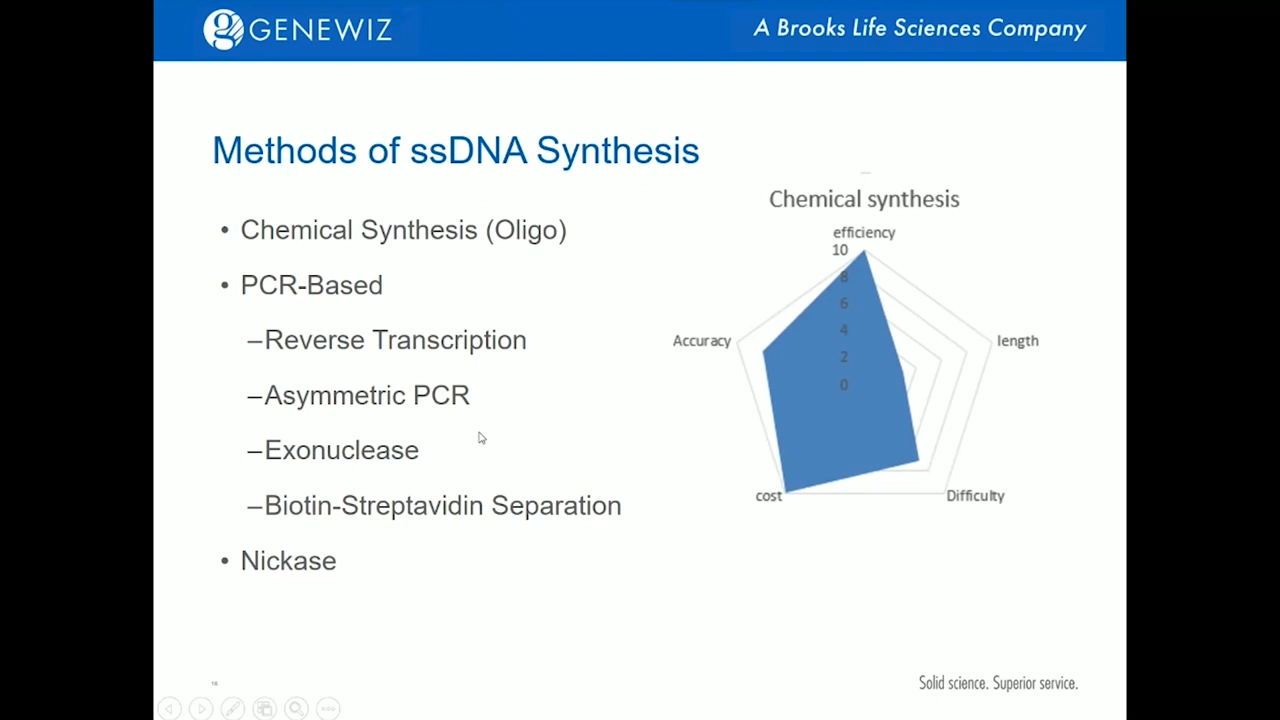 GENEWIZ
A Brooks Life Sciences Company
Methods of ssDNA Synthesis
• Chemical Synthesis (Oligo)
• PCR-Based
–Reverse Transcription
–Asymmetric PCR
–Exonuclease
–Biotin-Streptavidin Separation
• Nickase
Chemical synthesis
efficiency
10
8
6
4
2
0
Accuracy
length
cost
Difficulty
Solid science. Superior service.